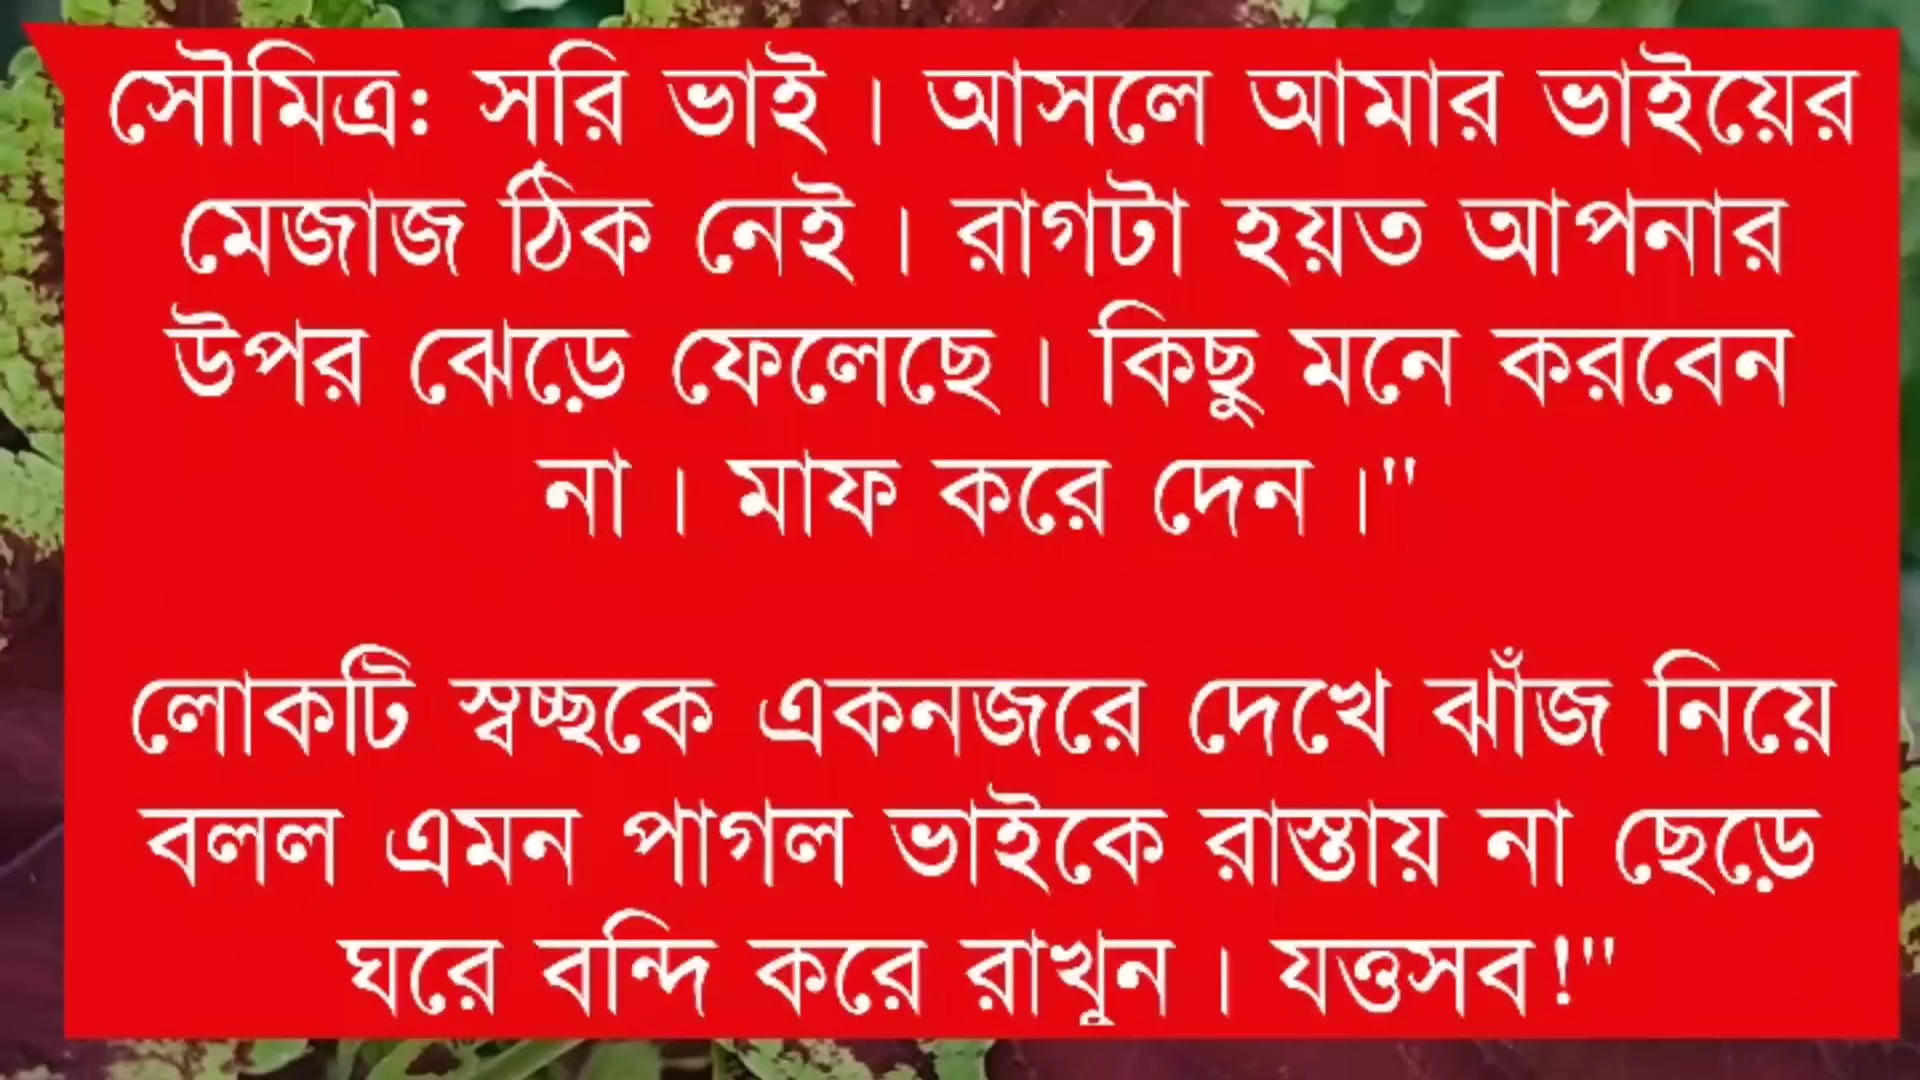 সৌমিত্র: সরি ভাই। আসলে আমার ভাইয়ের
মেজাজ ঠিক নেই। রাগটা হয়ত আপনার
উপর ঝেড়ে ফেলেছে। কিছু মনে করবেন
না। মাফ করে দেন।"
লোকটি স্বচ্ছকে একনজরে দেখে ঝাঁজ নিয়ে
বলল এমন পাগল ভাইকে রাস্তায় না ছেড়ে
ঘরে বন্দি করে রাখুন। যত্তসব!"